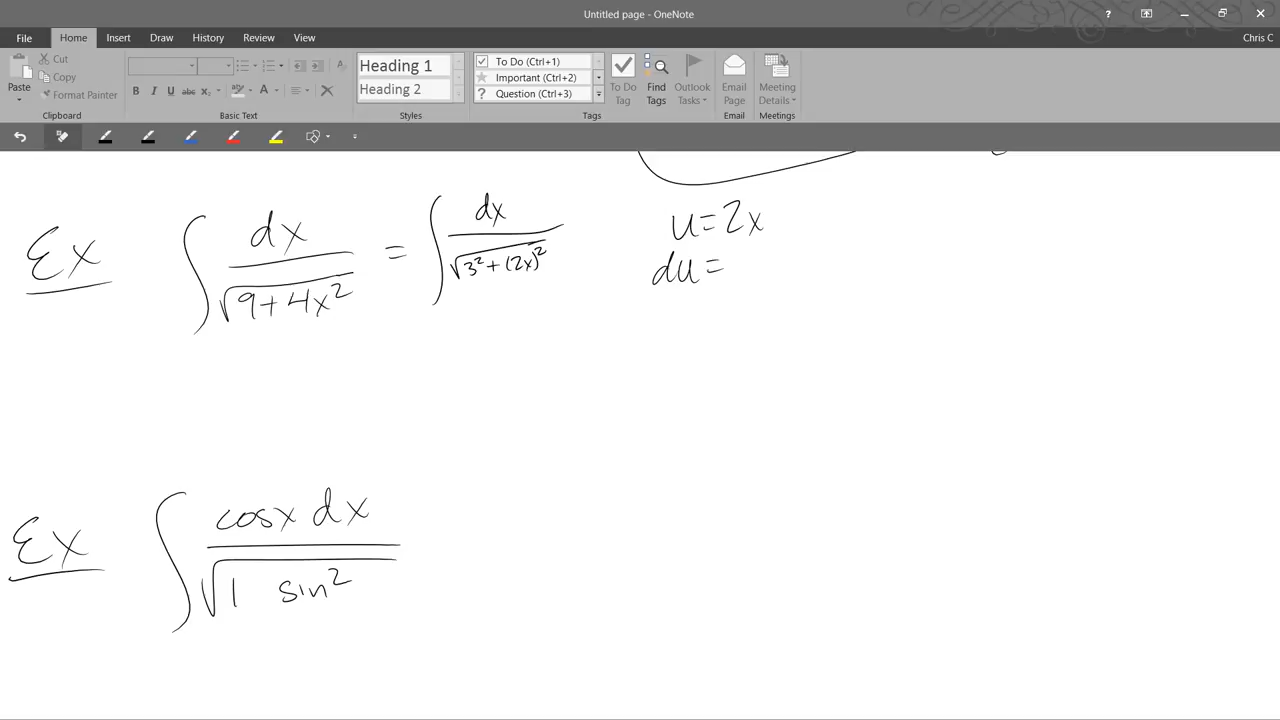 Untitled page - OneNote
File Home Insert Draw History Review View Chris C
Paste Cut Copy Format Painter Clipboard
B I U abc X₂ A Basic Text
Heading 1
Heading 2
Styles
To Do (Ctrl+1)
Important (Ctrl+2)
Question (Ctrl+3)
To Do Tag
Find Tags
Outlook Tasks
Tags
Email Page
Email
Meeting Details
Meetings
Ex ∫ dx / √(9+4x²) = ∫ dx / √(3²+(2x)²)
u=2x
du=
Ex ∫ cosx dx / √(1 sin²